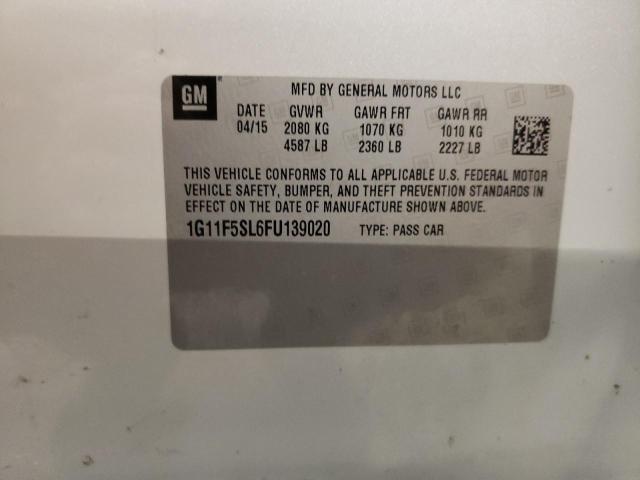 GM
MFD BY GENERAL MOTORS LLC
DATE GVWR GAWR FRT GAWR RR
04/15 2080 KG 1070 KG 1010 KG
4587 LB 2360 LB 2227 LB
THIS VEHICLE CONFORMS TO ALL APPLICABLE U.S. FEDERAL MOTOR
VEHICLE SAFETY, BUMPER, AND THEFT PREVENTION STANDARDS IN
EFFECT ON THE DATE OF MANUFACTURE SHOWN ABOVE.
1G11F5SL6FU139020 TYPE: PASS CAR